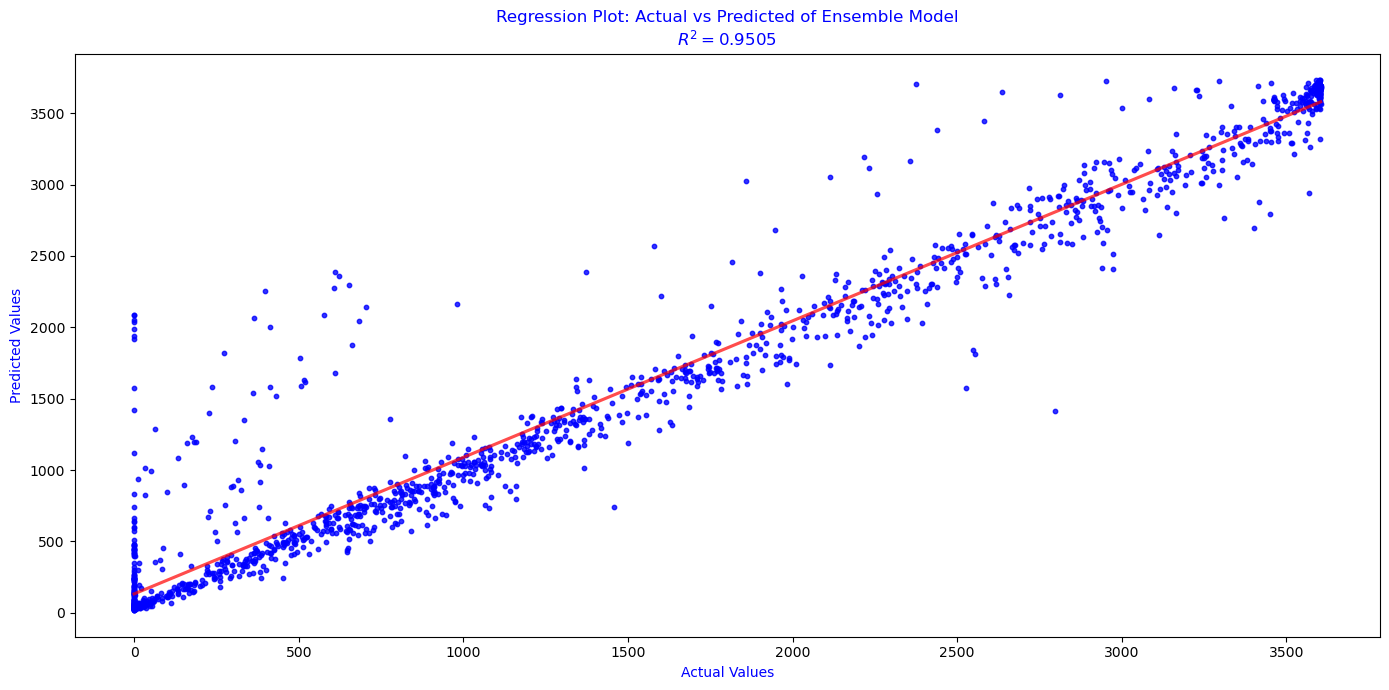 Regression Plot: Actual vs Predicted of Ensemble Model
R² = 0.9505
3500
3000
2500
2000
1500
1000
500
0
Predicted Values
0 500 1000 1500 2000 2500 3000 3500
Actual Values